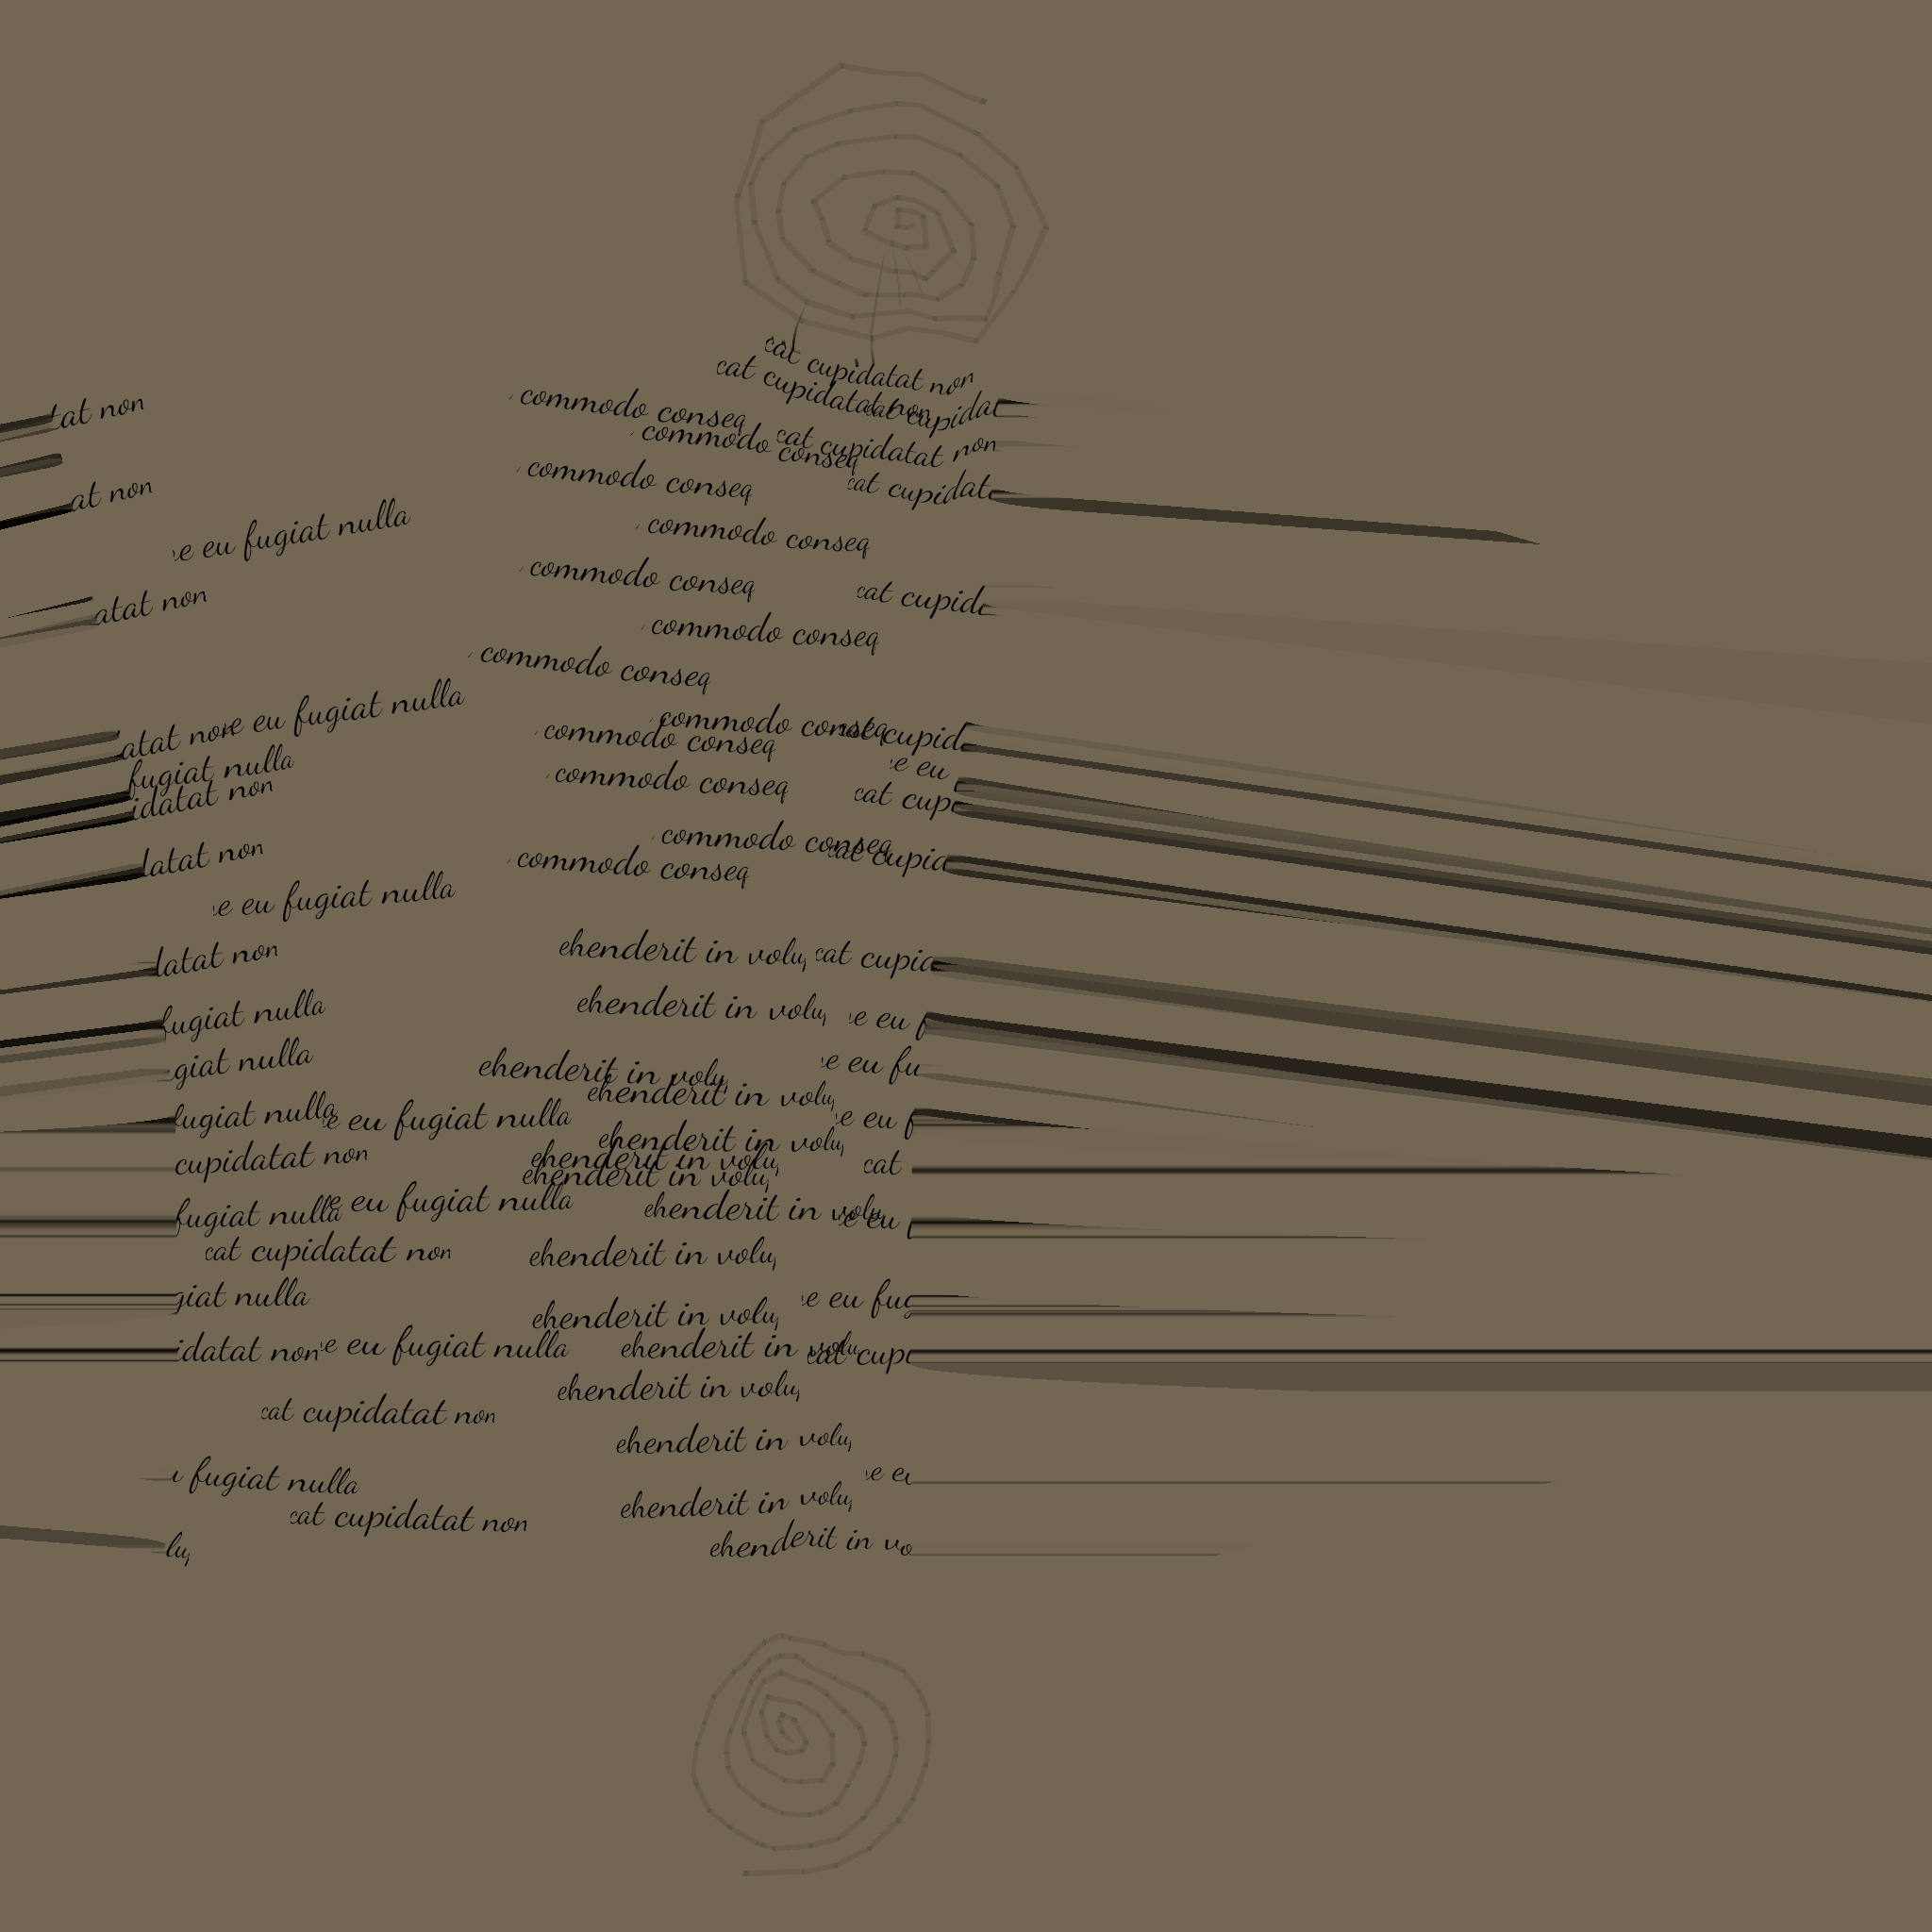 cat cupidatat non
cat cupidatat non
commodo conseq
tat non
cat cupidat
commodo conseq
cat cupidatat non
commodo conseq
cat cupidat
at non
e eu fugiat nulla
commodo conseq
commodo conseq
cat cupid
atat non
commodo conseq
commodo conseq
e eu fugiat nulla
atat non
commodo conseq
cat cupid
commodo conseq
fugiat nulla
e eu
commodo conseq
idatat non
cat cup
commodo conseq
cat cupid
datat non
commodo conseq
e eu fugiat nulla
datat non
ehenderit in volu
cat cupid
fugiat nulla
ehenderit in volu
e eu f
giat nulla
ehenderit in volu
e eu fu
ehenderit in volu
fugiat nulla
e eu fugiat nulla
e eu f
ehenderit in volu
cupidatat non
ehenderit in volu
cat
ehenderit in volu
fugiat nulla
e eu fugiat nulla
ehenderit in volu
e eu
cat cupidatat non
ehenderit in volu
giat nulla
ehenderit in volu
e eu fug
idatat non
e eu fugiat nulla
ehenderit in volu
cat cup
ehenderit in volu
cat cupidatat non
ehenderit in volu
fugiat nulla
e eu
cat cupidatat non
ehenderit in volu
lu
ehenderit in vo